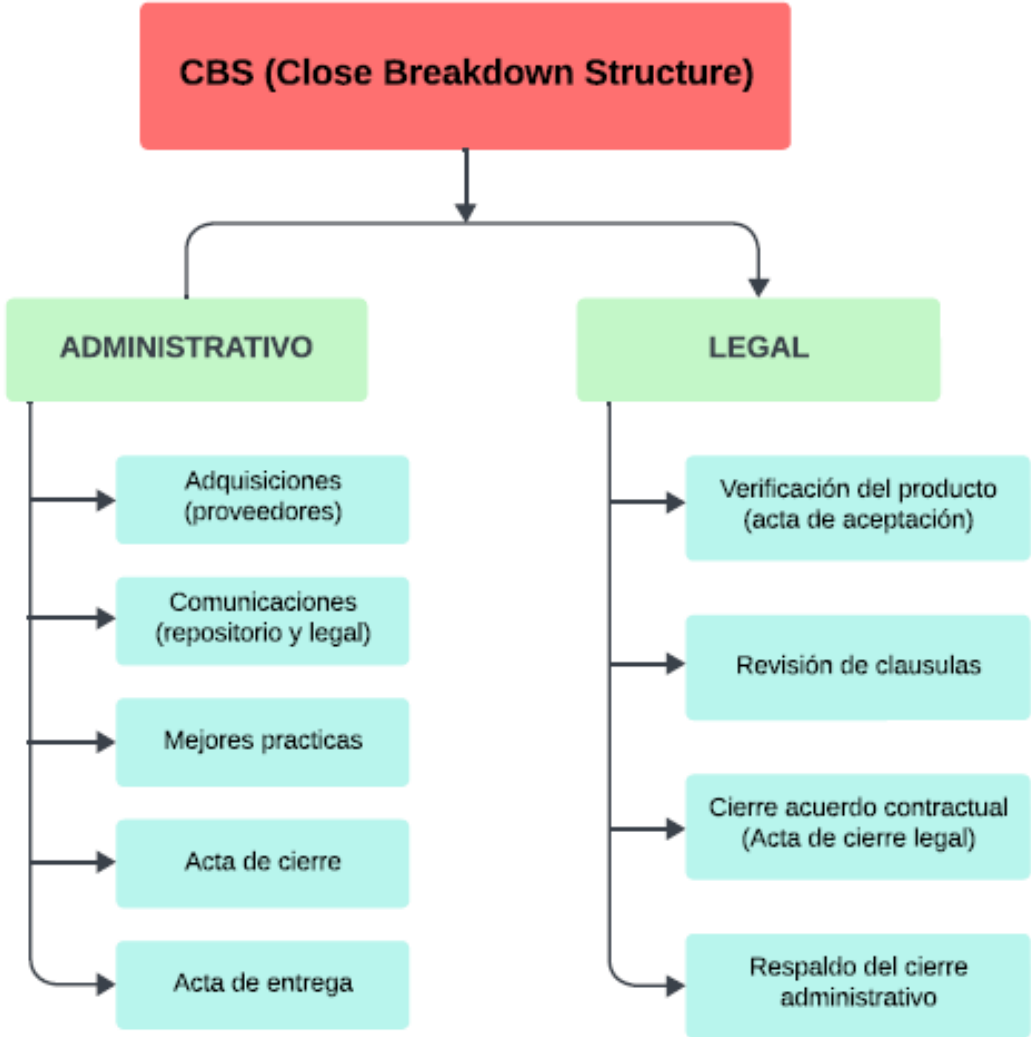 CBS (Close Breakdown Structure)
ADMINISTRATIVO
Adquisiciones
(proveedores)
Comunicaciones
(repositorio y legal)
Mejores practicas
Acta de cierre
Acta de entrega
LEGAL
Verificación del producto
(acta de aceptación)
Revisión de clausulas
Cierre acuerdo contractual
(Acta de cierre legal)
Respaldo del cierre
administrativo